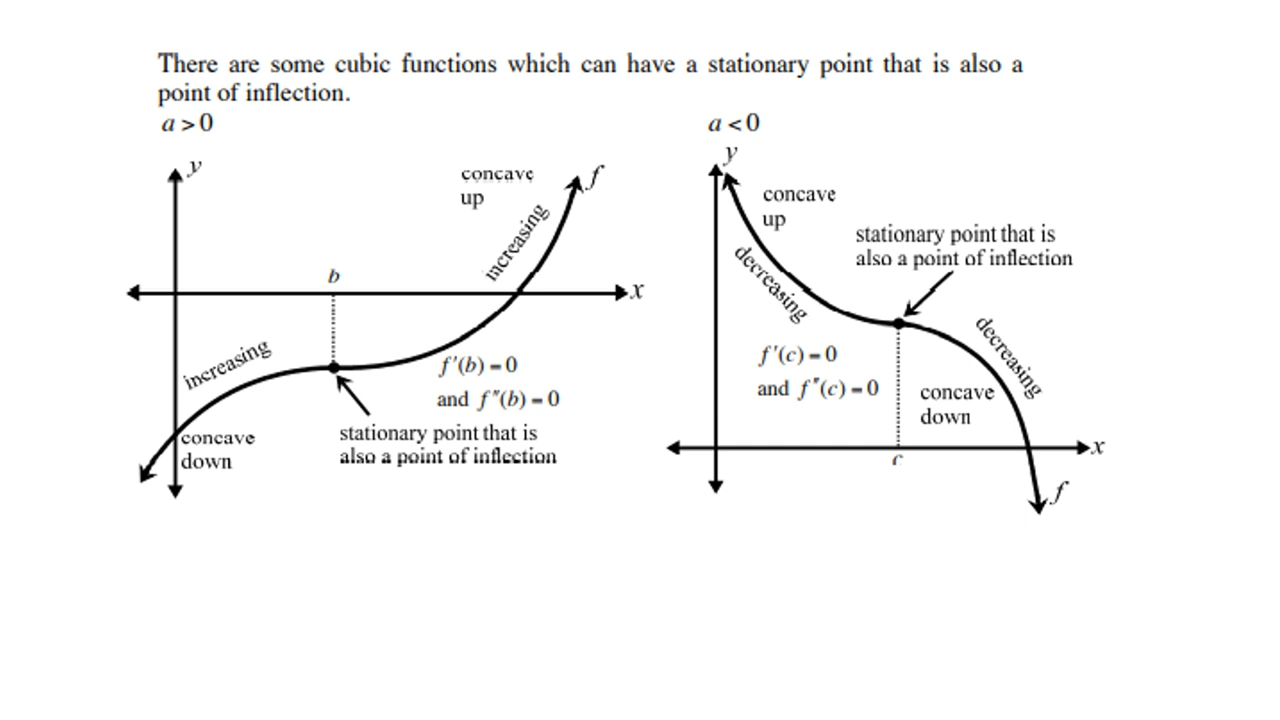 There are some cubic functions which can have a stationary point that is also a
point of inflection.
a > 0
y
concave
up
f
increasing
b
x
increasing
f'(b) = 0
and f"(b) = 0
concave
down
stationary point that is
also a point of inflection
a < 0
y
concave
up
stationary point that is
also a point of inflection
decreasing
decreasing
f'(c) = 0
and f"(c) = 0
concave
down
x
c
f